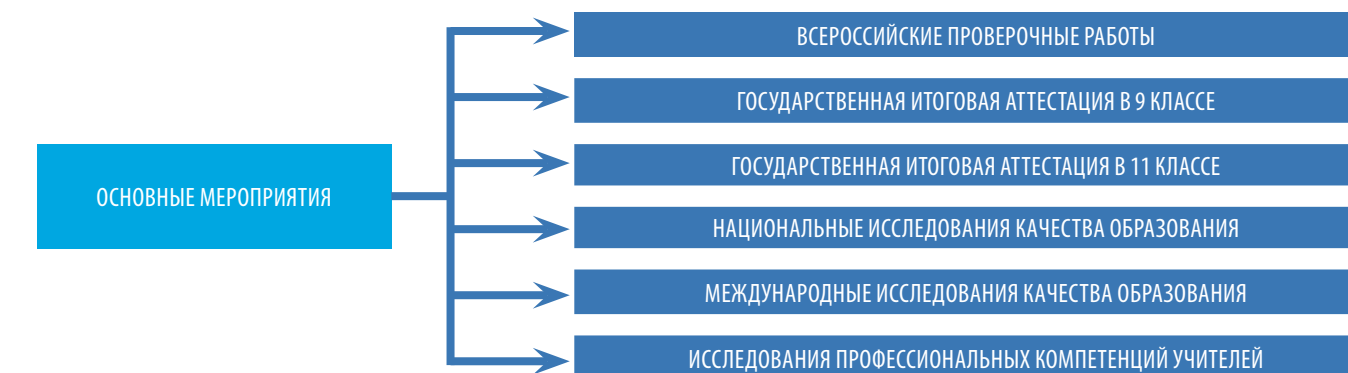 ОСНОВНЫЕ МЕРОПРИЯТИЯ
ВСЕРОССИЙСКИЕ ПРОВЕРОЧНЫЕ РАБОТЫ
ГОСУДАРСТВЕННАЯ ИТОГОВАЯ АТТЕСТАЦИЯ В 9 КЛАССЕ
ГОСУДАРСТВЕННАЯ ИТОГОВАЯ АТТЕСТАЦИЯ В 11 КЛАССЕ
НАЦИОНАЛЬНЫЕ ИССЛЕДОВАНИЯ КАЧЕСТВА ОБРАЗОВАНИЯ
МЕЖДУНАРОДНЫЕ ИССЛЕДОВАНИЯ КАЧЕСТВА ОБРАЗОВАНИЯ
ИССЛЕДОВАНИЯ ПРОФЕССИОНАЛЬНЫХ КОМПЕТЕНЦИЙ УЧИТЕЛЕЙ